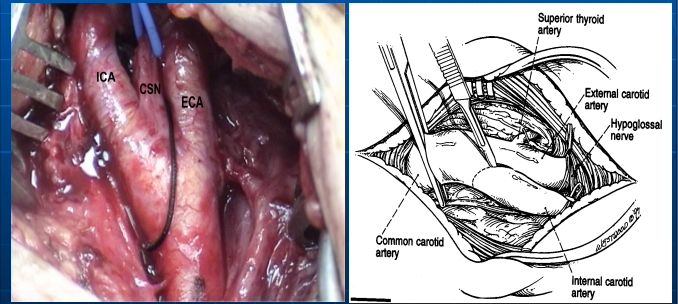 ICA
CSN
ECA
Superior thyroid
artery
External carotid
artery
Hypoglossal
nerve
Common carotid
artery
Internal carotid
artery